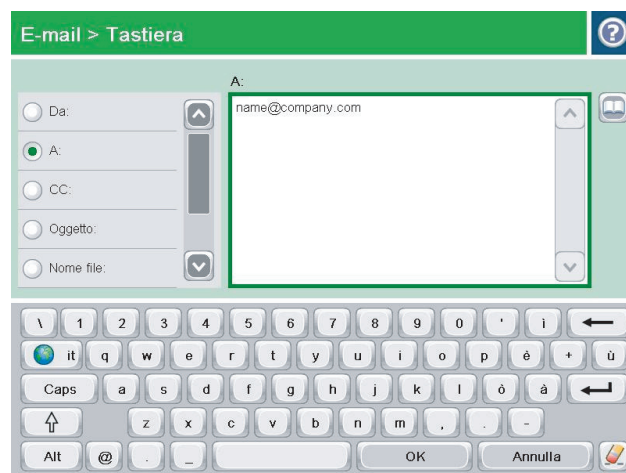 E-mail > Tastiera
?
A:
Da:
name@company.com
A:
CC:
Oggetto:
Nome file:
\ 1 2 3 4 5 6 7 8 9 0 ' ì
it q w e r t y u i o p è + ù
Caps a s d f g h j k l ò à
z x c v b n m , . -
Alt @ . _ OK Annulla